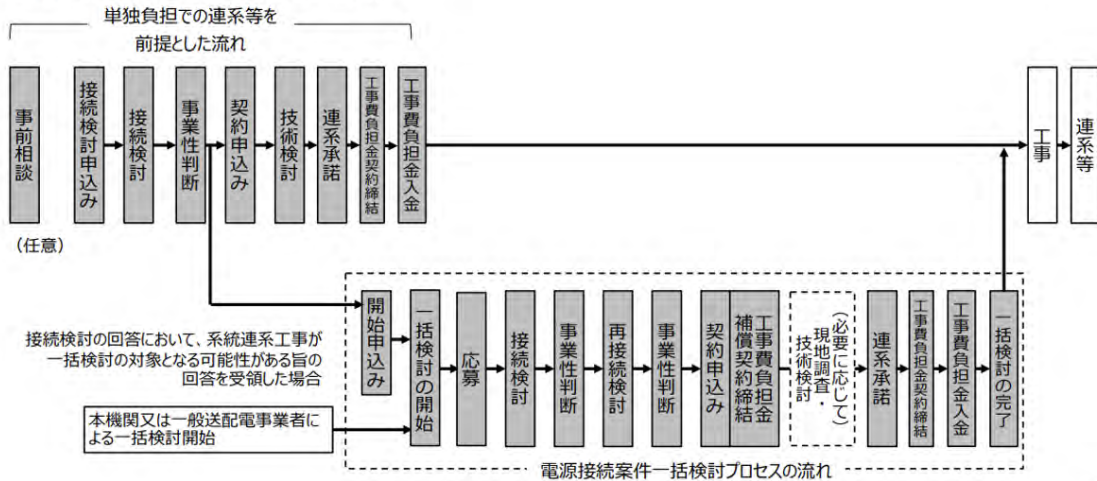 単独負担での連系等を
前提とした流れ
事前相談
(任意)
接続検討申込み
接続検討
事業性判断
契約申込み
技術検討
連系承諾
工事費負担金契約締結
工事費負担金入金
工事
連系等
接続検討の回答において、系統連系工事が
一括検討の対象となる可能性がある旨の
回答を受領した場合
本機関又は一般送配電事業者に
よる一括検討開始
開始申込み
一括検討の開始
応募
接続検討
事業性判断
再接続検討
事業性判断
契約申込み
工事費負担金
補償契約締結
(必要に応じて)
現地調査・
技術検討
連系承諾
工事費負担金契約締結
工事費負担金入金
一括検討の完了
電源接続案件一括検討プロセスの流れ